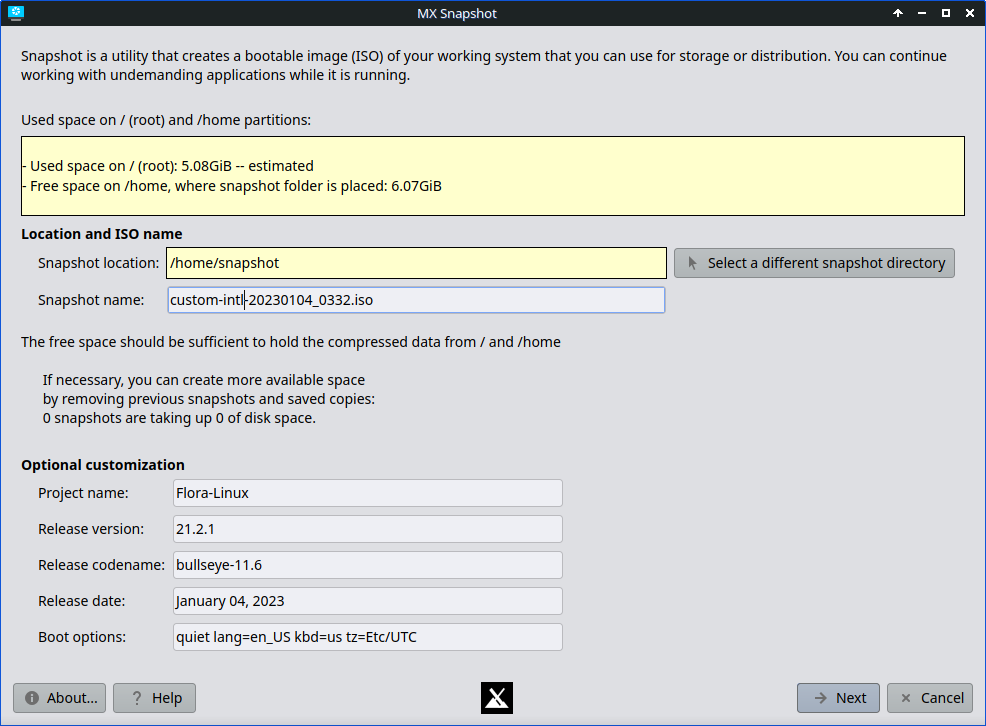 MX Snapshot
Snapshot is a utility that creates a bootable image (ISO) of your working system that you can use for storage or distribution. You can continue
working with undemanding applications while it is running.
Used space on / (root) and /home partitions:
- Used space on / (root): 5.08GiB -- estimated
- Free space on /home, where snapshot folder is placed: 6.07GiB
Location and ISO name
Snapshot location: /home/snapshot Select a different snapshot directory
Snapshot name: custom-intl-20230104_0332.iso
The free space should be sufficient to hold the compressed data from / and /home
If necessary, you can create more available space
by removing previous snapshots and saved copies:
0 snapshots are taking up 0 of disk space.
Optional customization
Project name: Flora-Linux
Release version: 21.2.1
Release codename: bullseye-11.6
Release date: January 04, 2023
Boot options: quiet lang=en_US kbd=us tz=Etc/UTC
About... ? Help Next Cancel